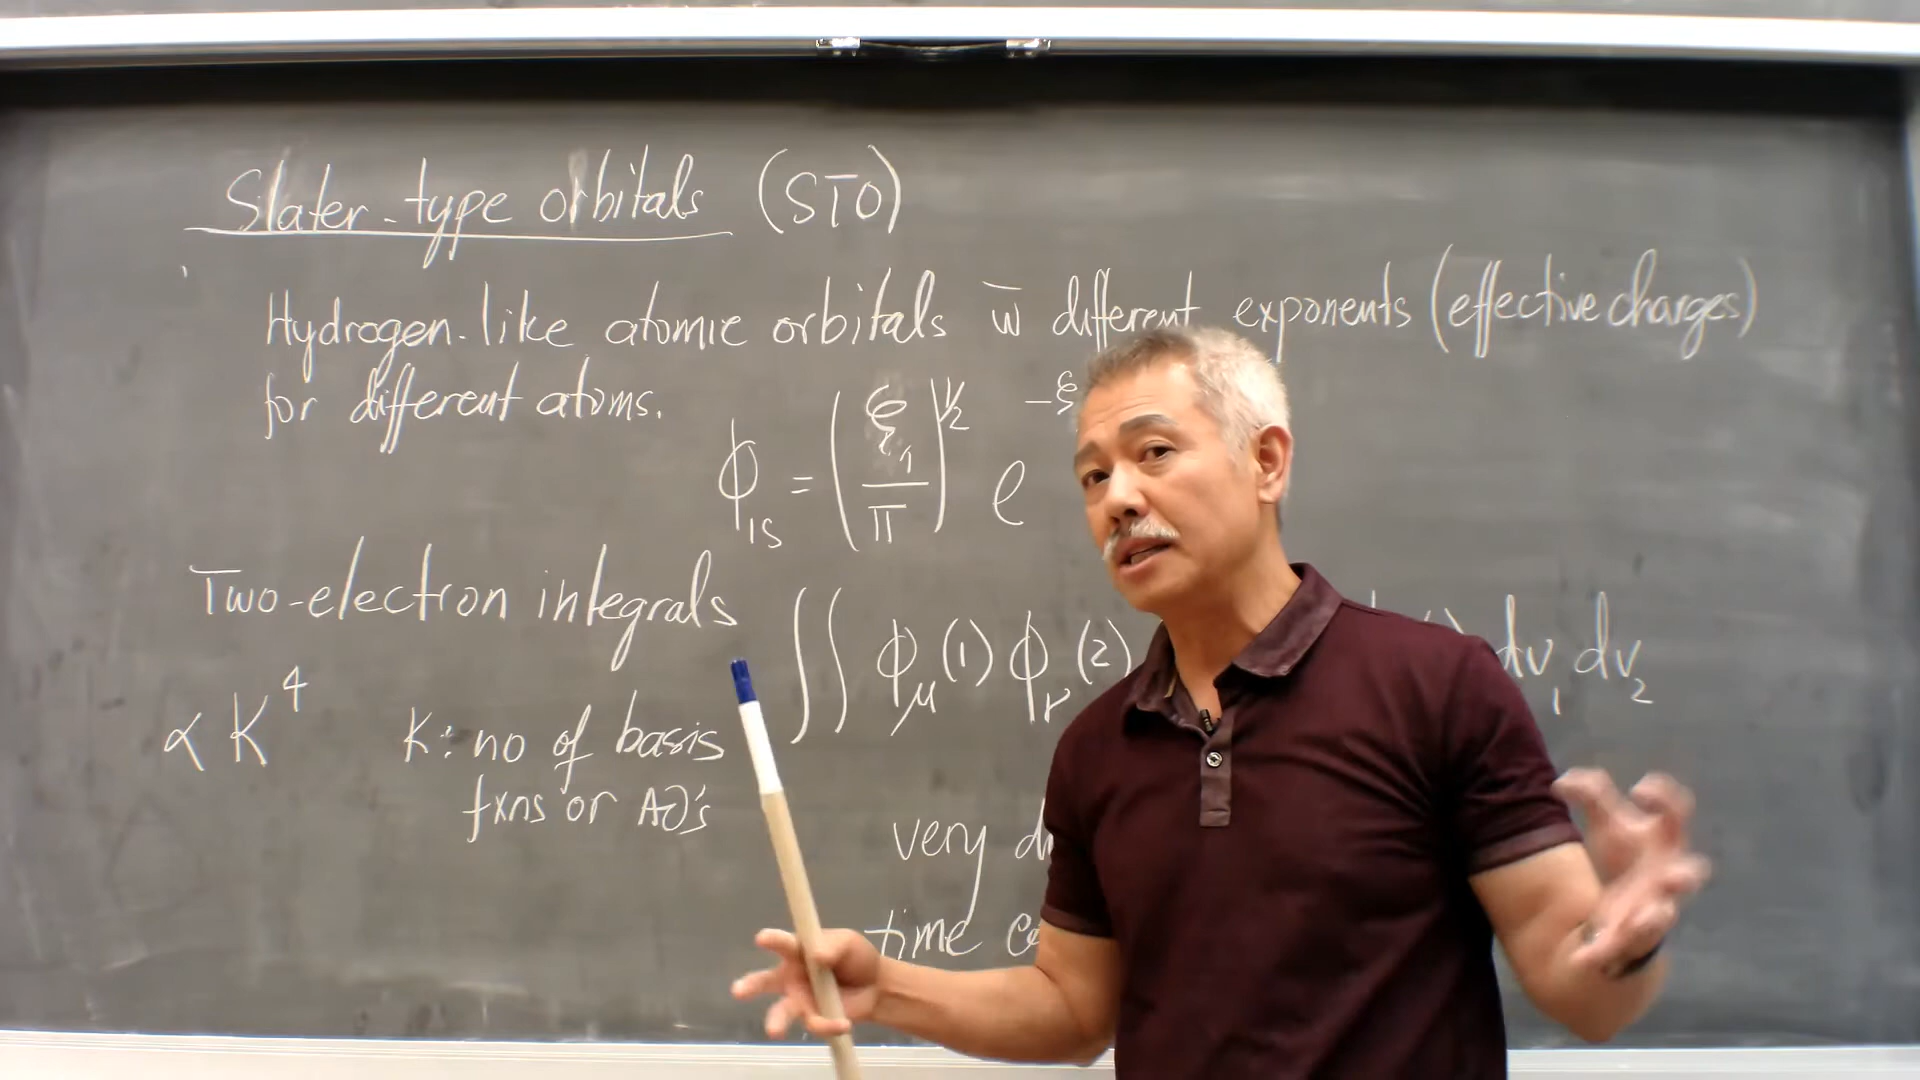 Slater-type orbitals (STO)
Hydrogen-like atomic orbitals w̄ different exponents (effective charges)
for different atoms.
ϕ₁ₛ = (ξ₁/π)^1/2 e^-ξ
Two-electron integrals ∫∫ ϕμ(1) ϕν(2) dv₁ dv₂
∝ K⁴ K: no of basis
fxns or AO's
very
time